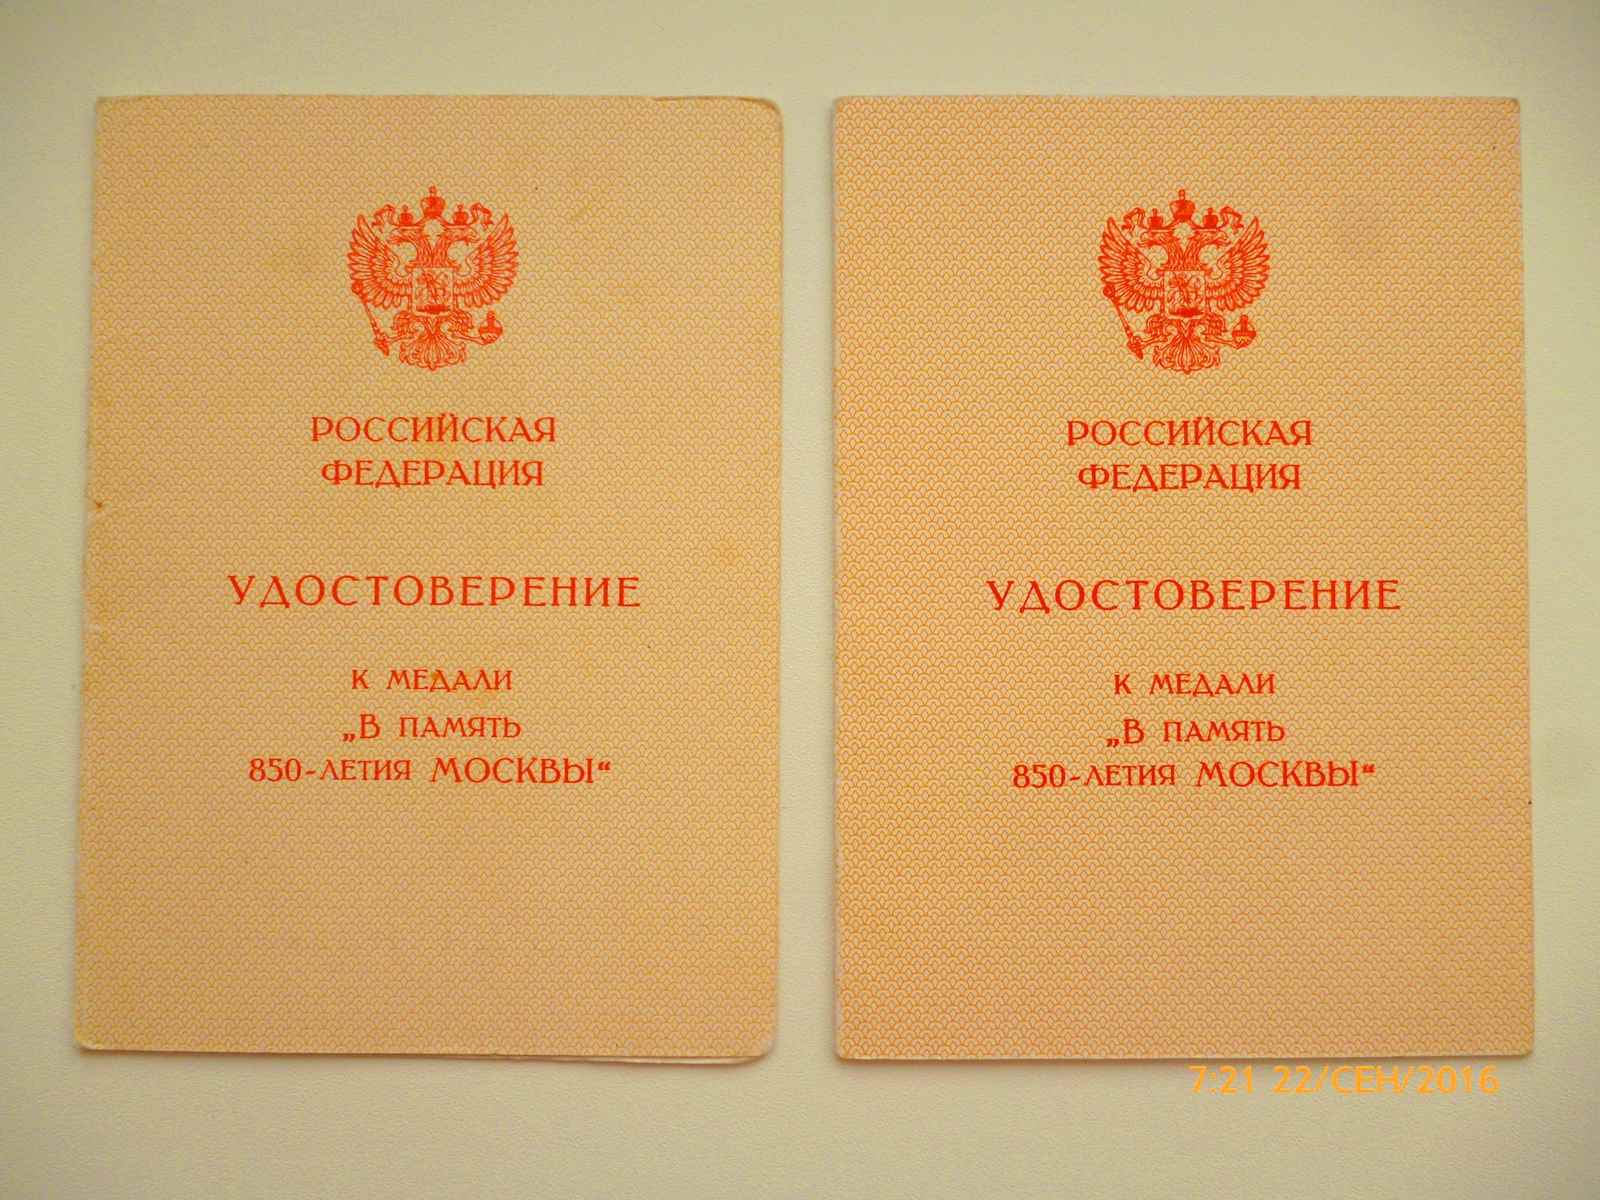 РОССИЙСКАЯ
ФЕДЕРАЦИЯ
УДОСТОВЕРЕНИЕ
К МЕДАЛИ
„В ПАМЯТЬ
850-ЛЕТИЯ МОСКВЫ“
РОССИЙСКАЯ
ФЕДЕРАЦИЯ
УДОСТОВЕРЕНИЕ
К МЕДАЛИ
„В ПАМЯТЬ
850-ЛЕТИЯ МОСКВЫ“
7:21 22/СЕН/2016